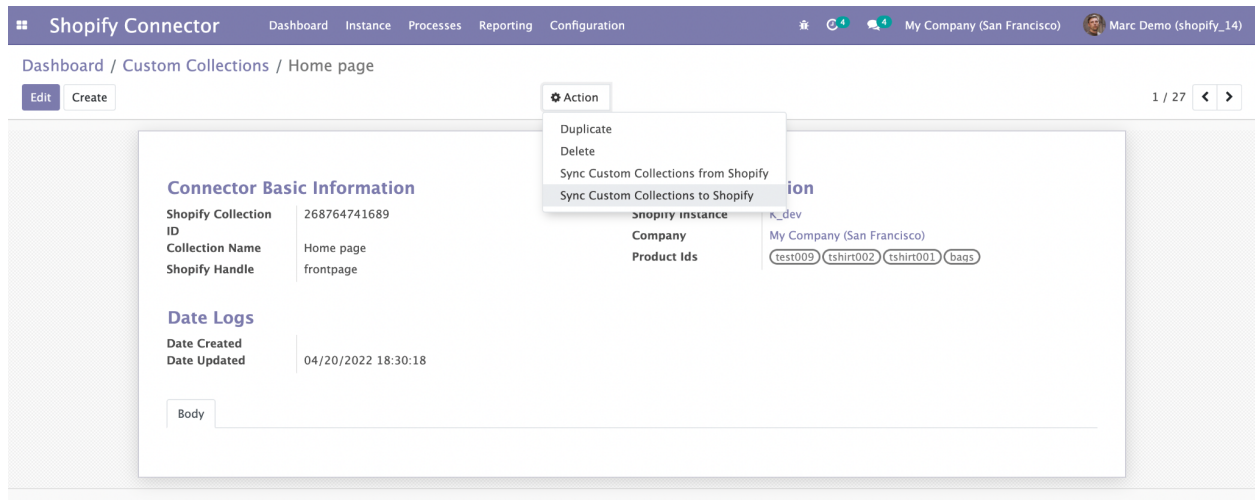 Shopify Connector Dashboard Instance Processes Reporting Configuration 4 4 My Company (San Francisco) Marc Demo (shopify_14)
Dashboard / Custom Collections / Home page
Edit Create Action 1 / 27
Duplicate
Delete
Sync Custom Collections from Shopify
Sync Custom Collections to Shopify
Connector Basic Information
Shopify Collection ID 268764741689
Collection Name Home page
Shopify Handle frontpage
ion
Shopify Instance K_dev
Company My Company (San Francisco)
Product Ids test009 tshirt002 tshirt001 bags
Date Logs
Date Created
Date Updated 04/20/2022 18:30:18
Body